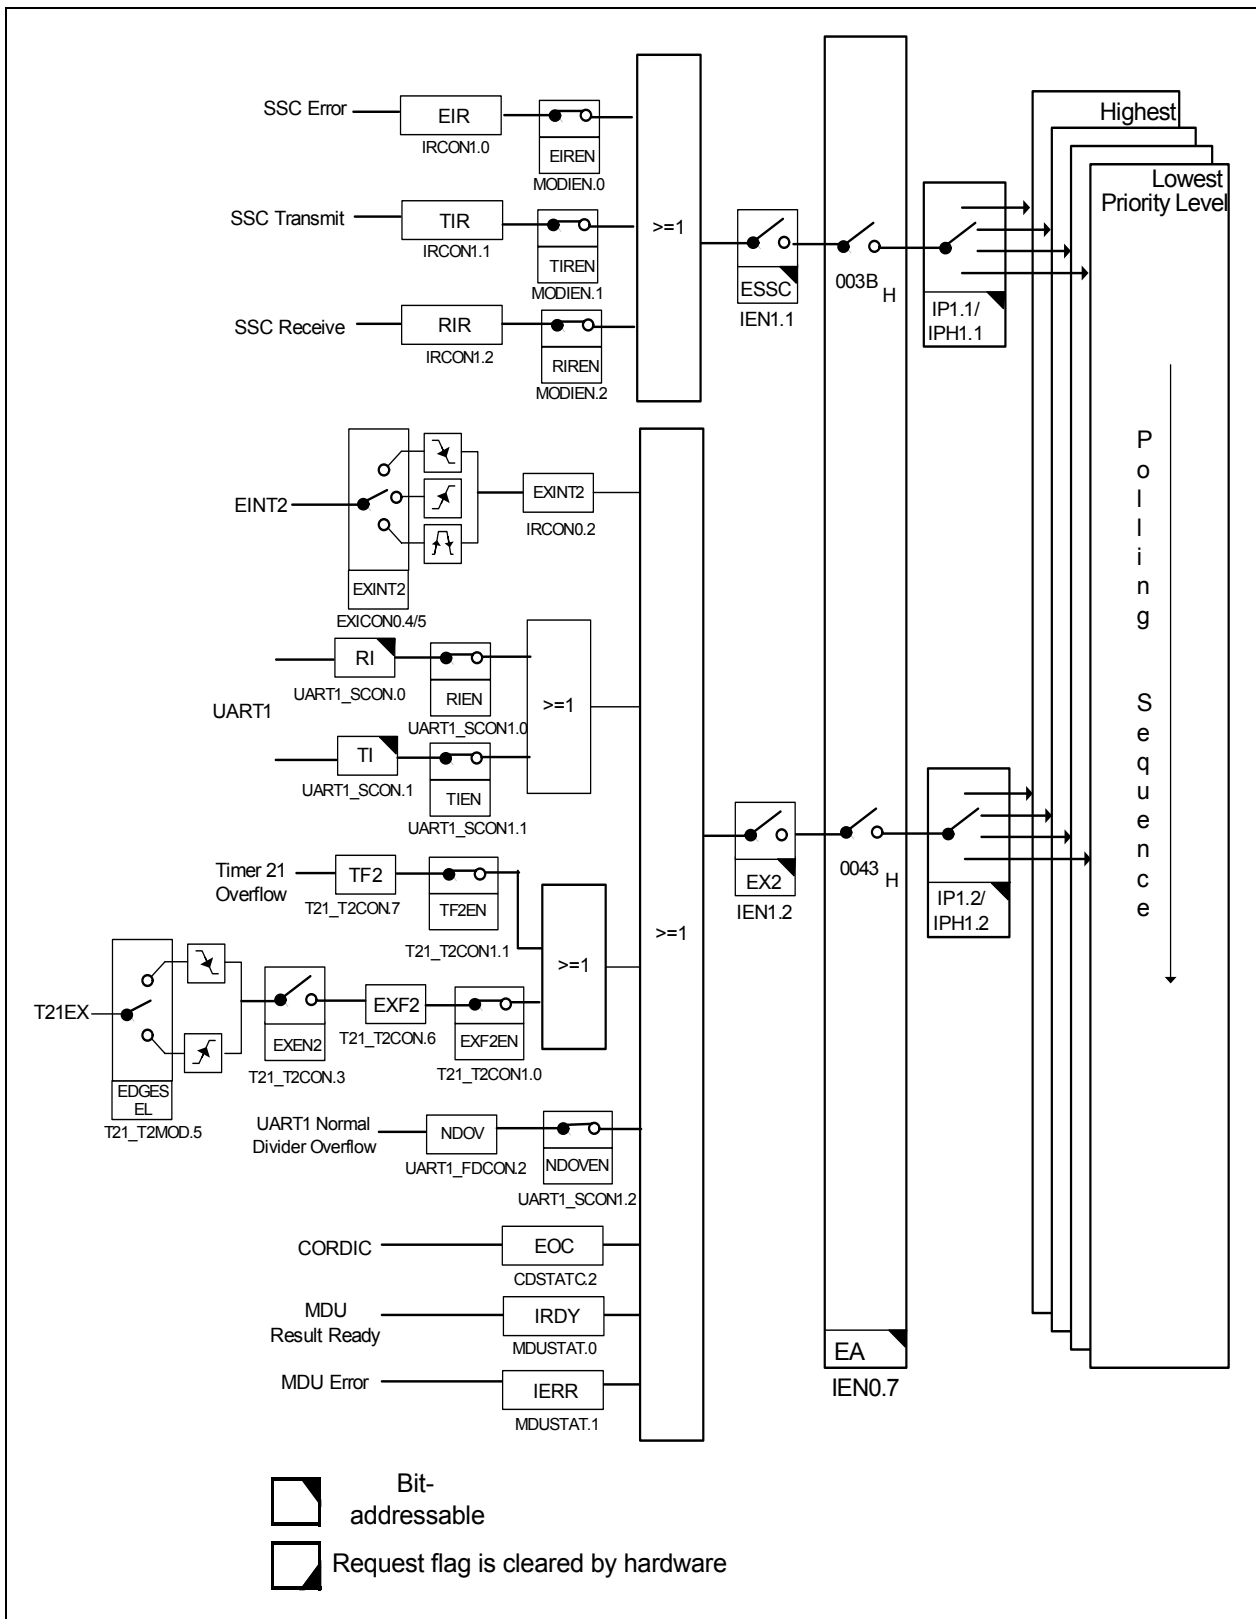 Highest
Lowest
Priority Level
SSC Error
EIR
IRCON1.0
EIREN
MODIEN.0
SSC Transmit
TIR
IRCON1.1
TIREN
MODIEN.1
SSC Receive
RIR
IRCON1.2
RIREN
MODIEN.2
>=1
ESSC
IEN1.1
003B H
IP1.1/
IPH1.1
EINT2
EXINT2
EXICON0.4/5
EXINT2
IRCON0.2
UART1
RI
UART1_SCON.0
RIEN
UART1_SCON1.0
TI
UART1_SCON.1
TIEN
UART1_SCON1.1
>=1
Timer 21
Overflow
TF2
T21_T2CON.7
TF2EN
T21_T2CON1.1
T21EX
EDGES
EL
T21_T2MOD.5
EXEN2
T21_T2CON.3
EXF2
T21_T2CON.6
EXF2EN
T21_T2CON1.0
>=1
UART1 Normal
Divider Overflow
NDOV
UART1_FDCON.2
NDOVEN
UART1_SCON1.2
CORDIC
EOC
CDSTATC.2
MDU
Result Ready
IRDY
MDUSTAT.0
MDU Error
IERR
MDUSTAT.1
>=1
EX2
IEN1.2
0043 H
IP1.2/
IPH1.2
EA
IEN0.7
Polling Sequence
Bit-
addressable
Request flag is cleared by hardware